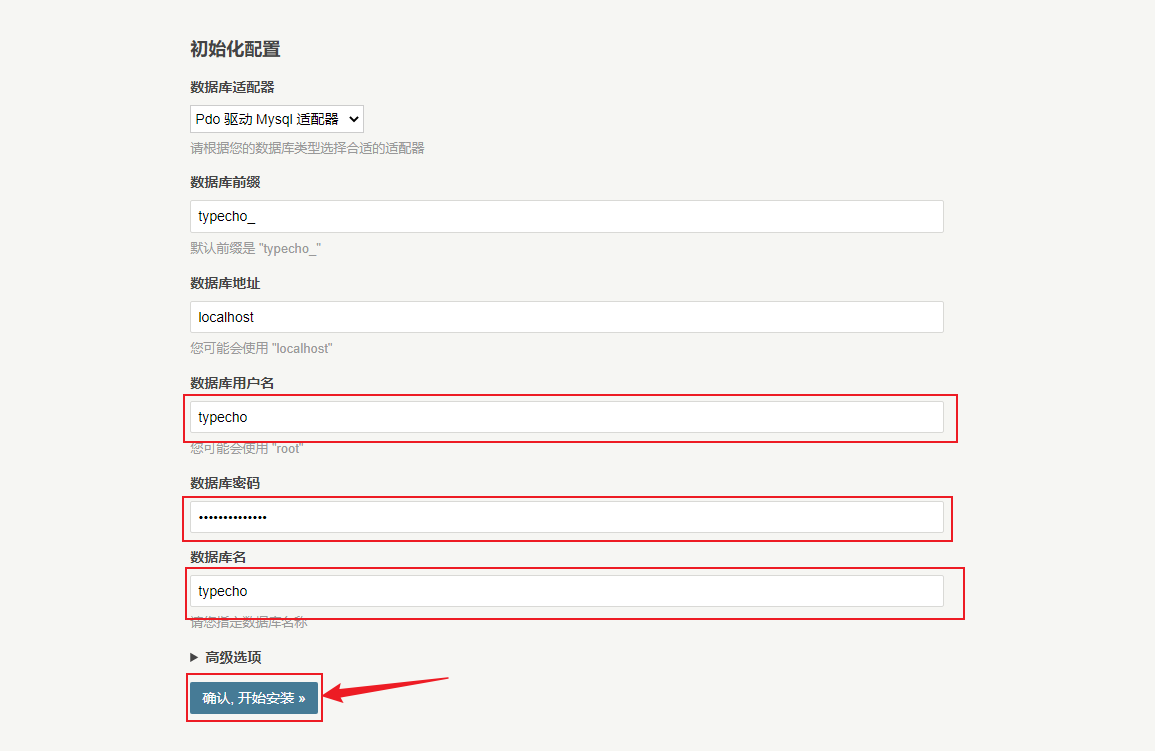 初始化配置
数据库适配器
Pdo 驱动 Mysql 适配器
请根据您的数据库类型选择合适的适配器
数据库前缀
typecho_
默认前缀是 "typecho_"
数据库地址
localhost
您可能会使用 "localhost"
数据库用户名
typecho
您可能会使用 "root"
数据库密码
••••••••••••••
数据库名
typecho
请您指定数据库名称
▶ 高级选项
确认, 开始安装 »